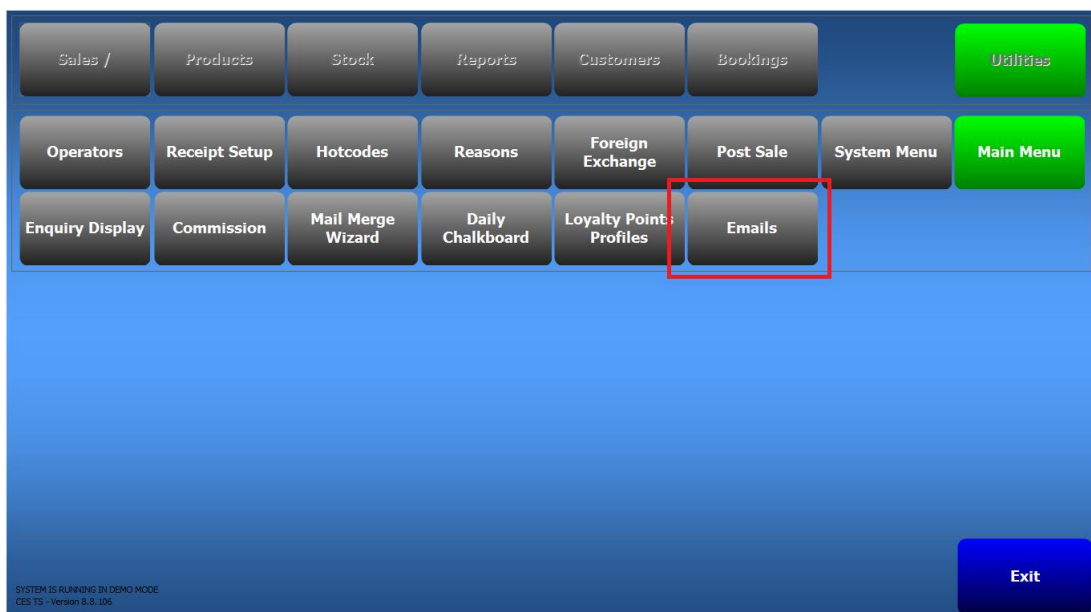 Sales /
Products
Stock
Reports
Customers
Bookings
Utilities
Operators
Receipt Setup
Hotcodes
Reasons
Foreign
Exchange
Post Sale
System Menu
Main Menu
Enquiry Display
Commission
Mail Merge
Wizard
Daily
Chalkboard
Loyalty Points
Profiles
Emails
Exit
SYSTEM IS RUNNING IN DEMO MODE
CES TS - Version 8.8.106